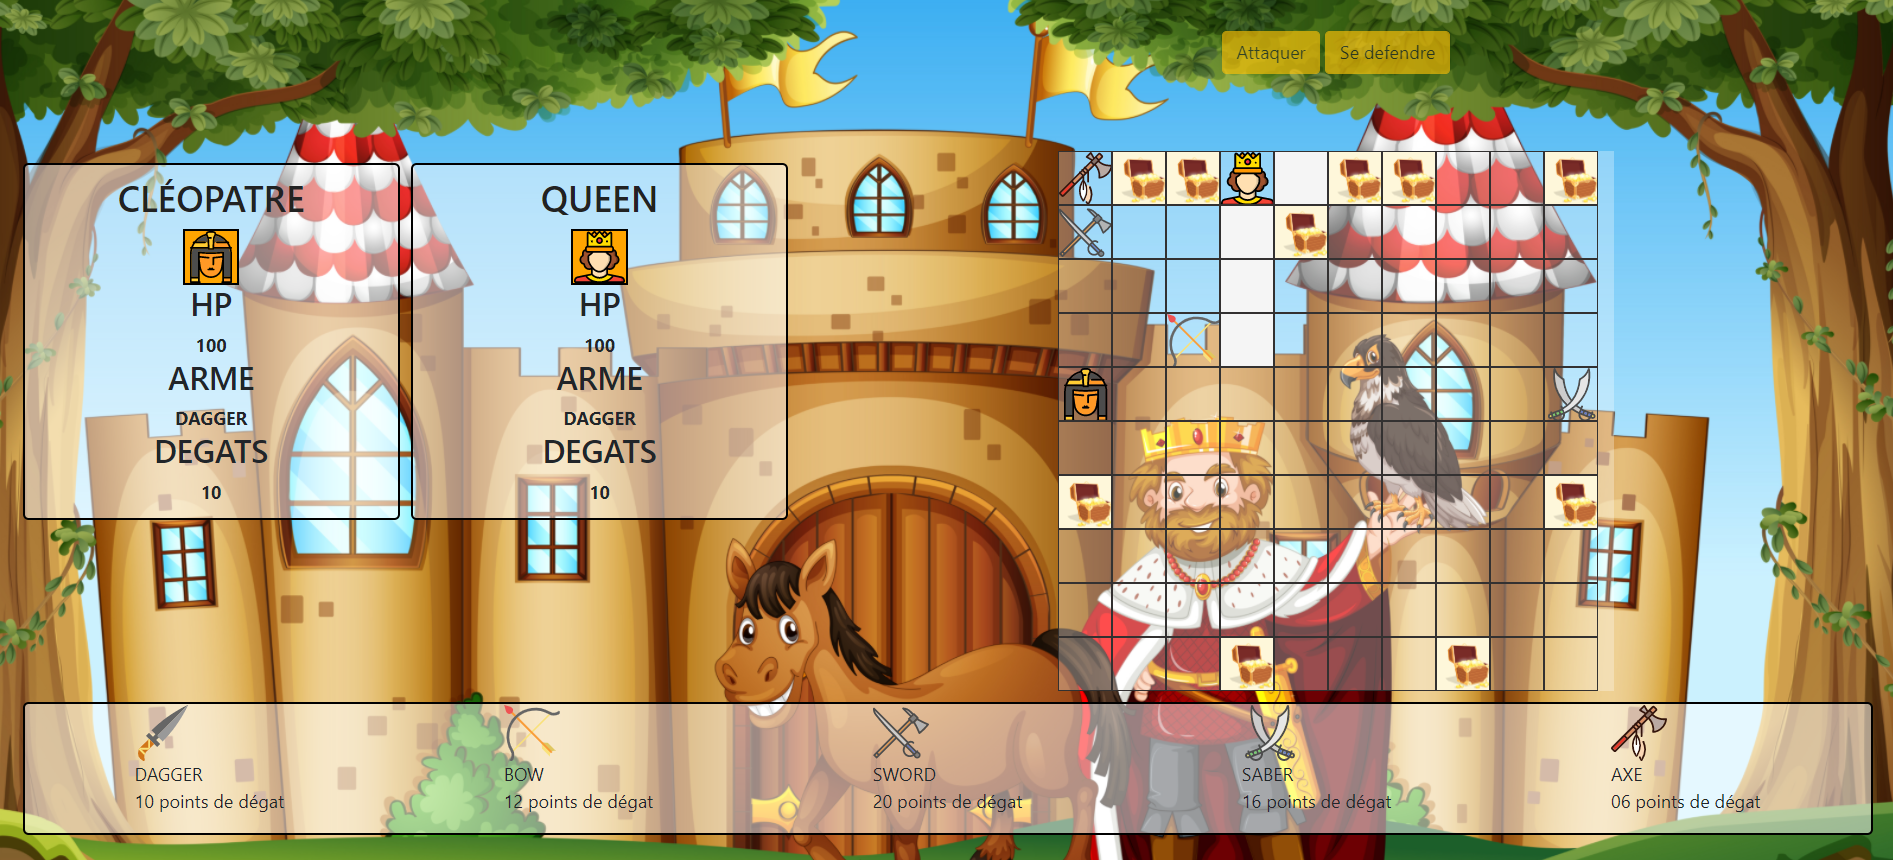 Attaquer
Se defendre
CLÉOPATRE
HP
100
ARME
DAGGER
DEGATS
10
QUEEN
HP
100
ARME
DAGGER
DEGATS
10
DAGGER
10 points de dégat
BOW
12 points de dégat
SWORD
20 points de dégat
SABER
16 points de dégat
AXE
06 points de dégat